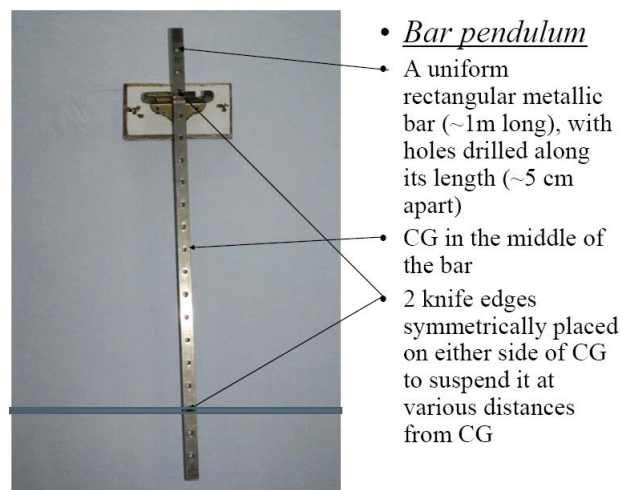 • Bar pendulum
• A uniform
rectangular metallic
bar (~1m long), with
holes drilled along
its length (~5 cm
apart)
• CG in the middle of
the bar
• 2 knife edges
symmetrically placed
on either side of CG
to suspend it at
various distances
from CG